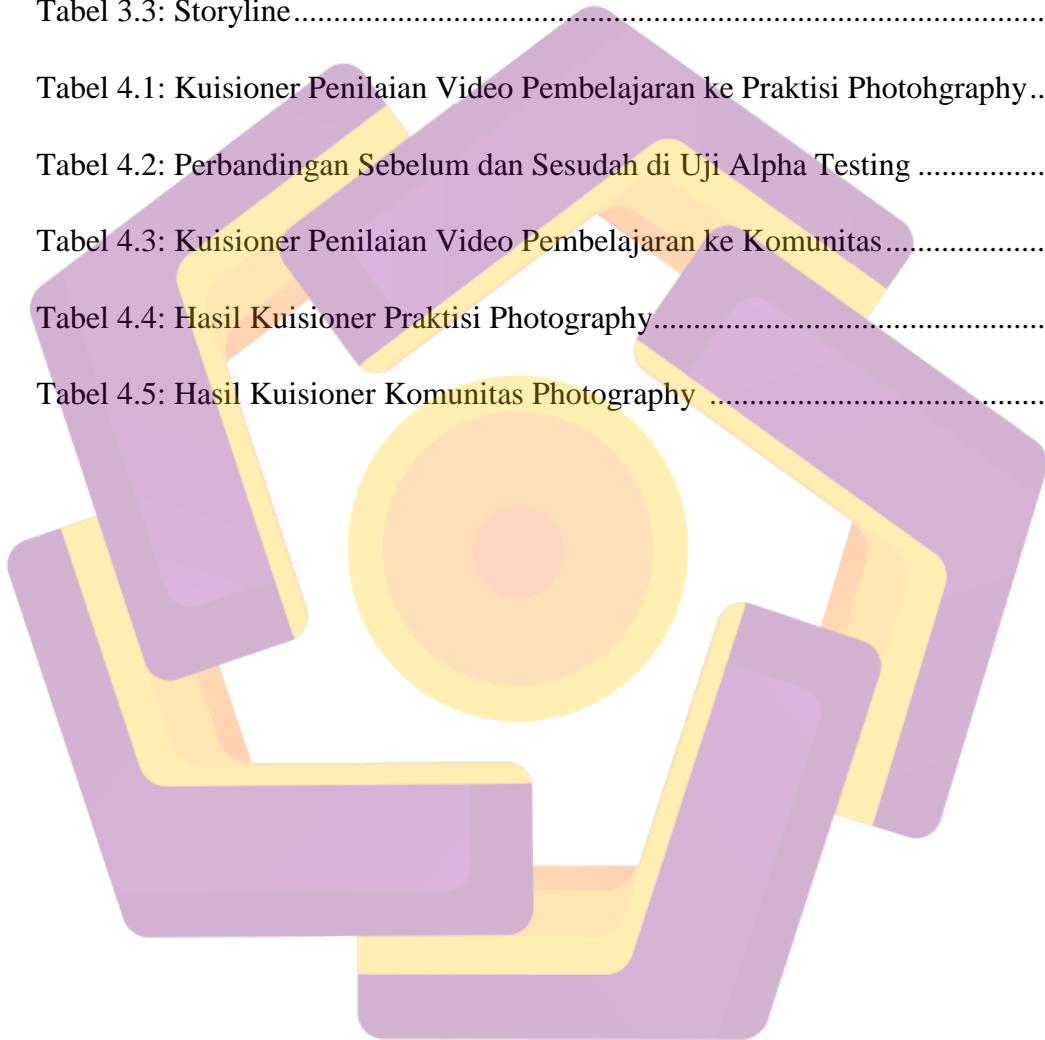 Tabel 3.3: Storyline....................................................................................................
Tabel 4.1: Kuisioner Penilaian Video Pembelajaran ke Praktisi Photohgraphy..
Tabel 4.2: Perbandingan Sebelum dan Sesudah di Uji Alpha Testing ...............
Tabel 4.3: Kuisioner Penilaian Video Pembelajaran ke Komunitas...................
Tabel 4.4: Hasil Kuisioner Praktisi Photography...............................................
Tabel 4.5: Hasil Kuisioner Komunitas Photography ........................................